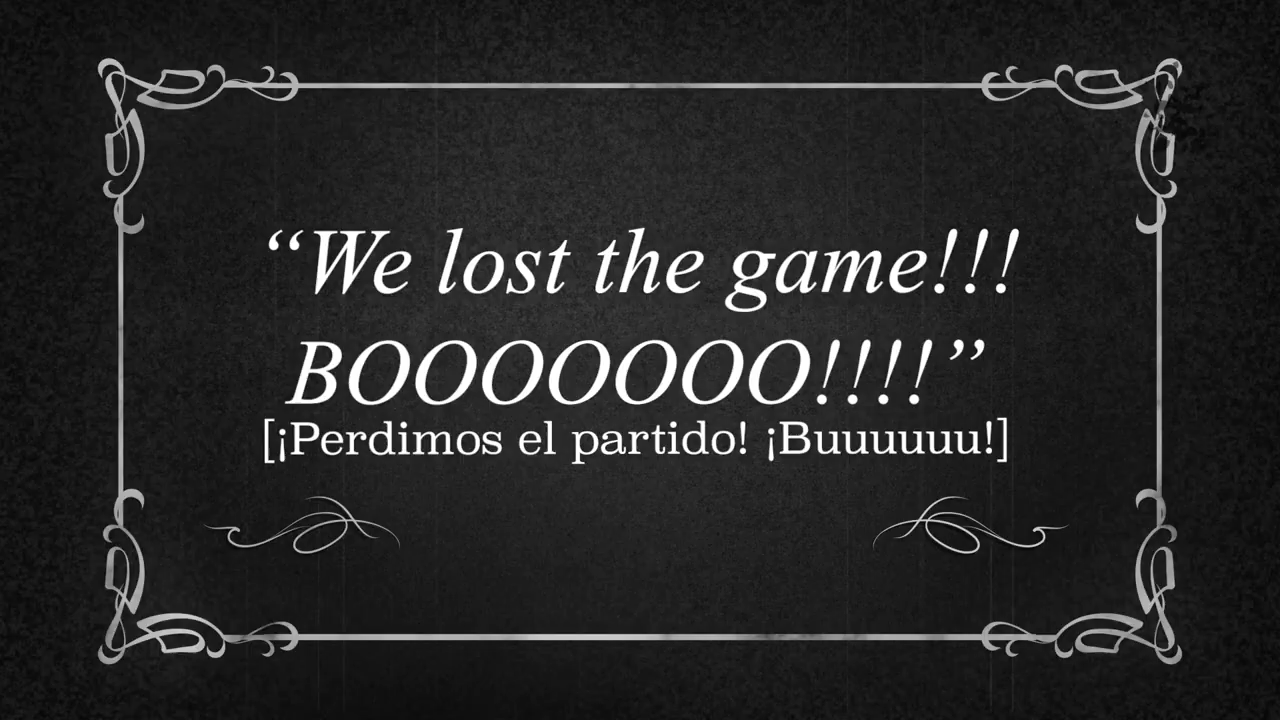 “We lost the game!!!
BOOOOOOO!!!!”
[¡Perdimos el partido! ¡Buuuuuu!]